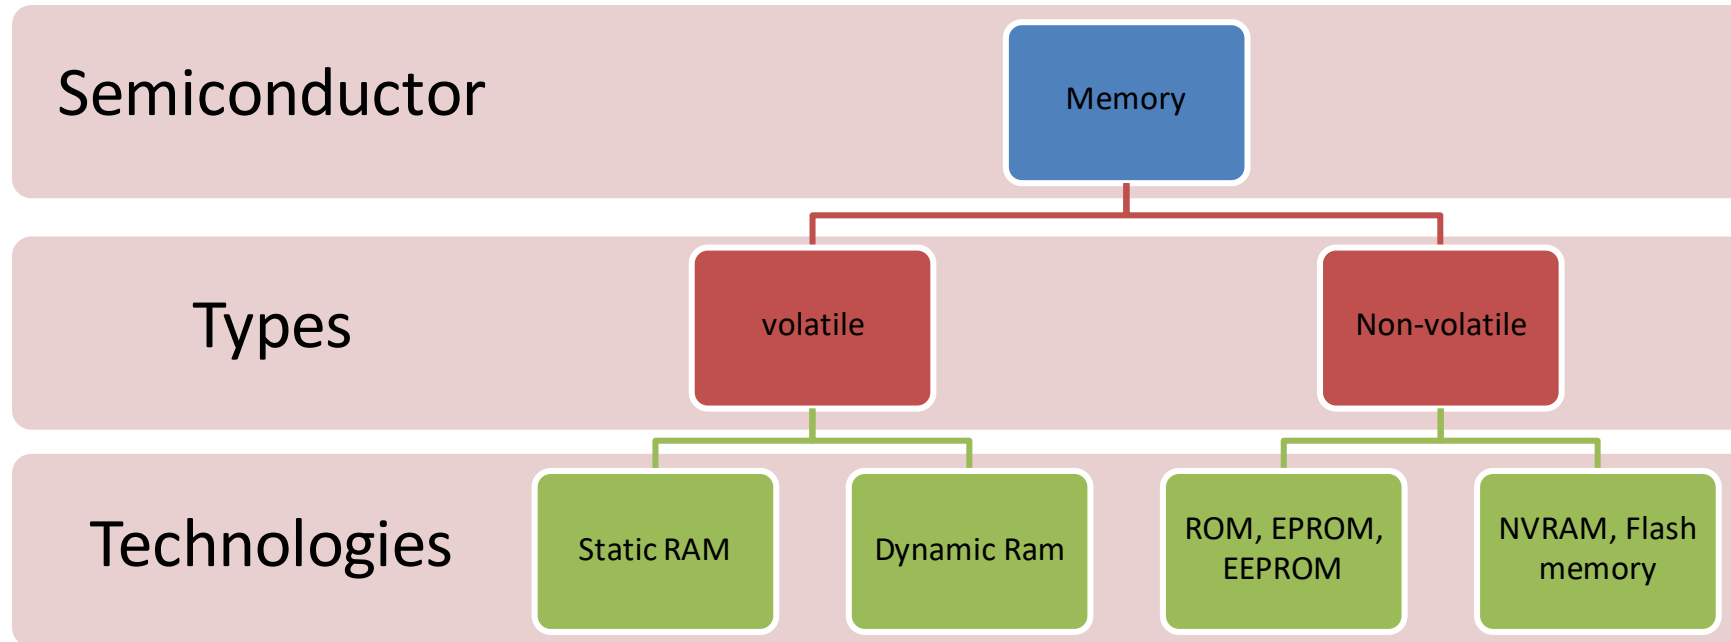 Semiconductor
Memory
Types
volatile
Non-volatile
Technologies
Static RAM
Dynamic Ram
ROM, EPROM,
EEPROM
NVRAM, Flash
memory